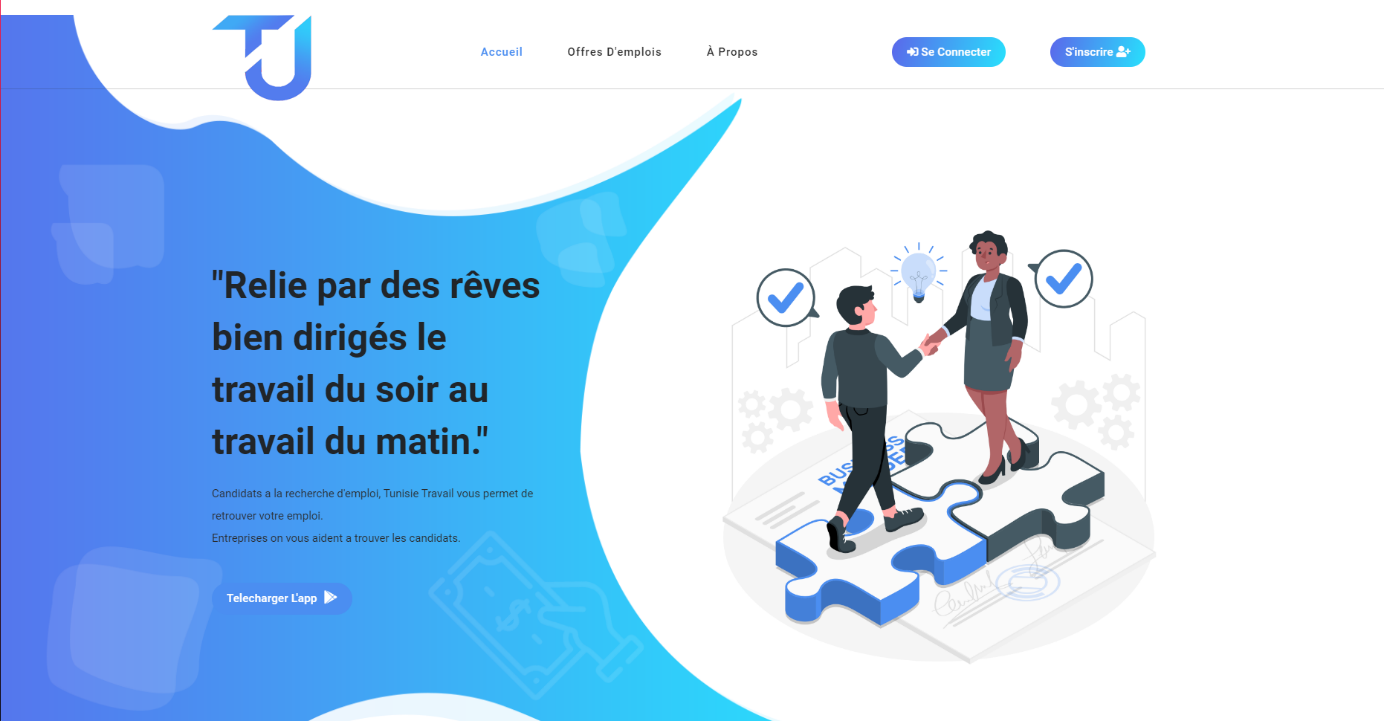 TJ
Accueil
Offres D'emplois
À Propos
Se Connecter
S'inscrire
"Relie par des rêves
bien dirigés le
travail du soir au
travail du matin."
Candidats a la recherche d'emploi, Tunisie Travail vous permet de
retrouver votre emploi.
Entreprises on vous aident a trouver les candidats.
Telecharger L'app
BUSINESS